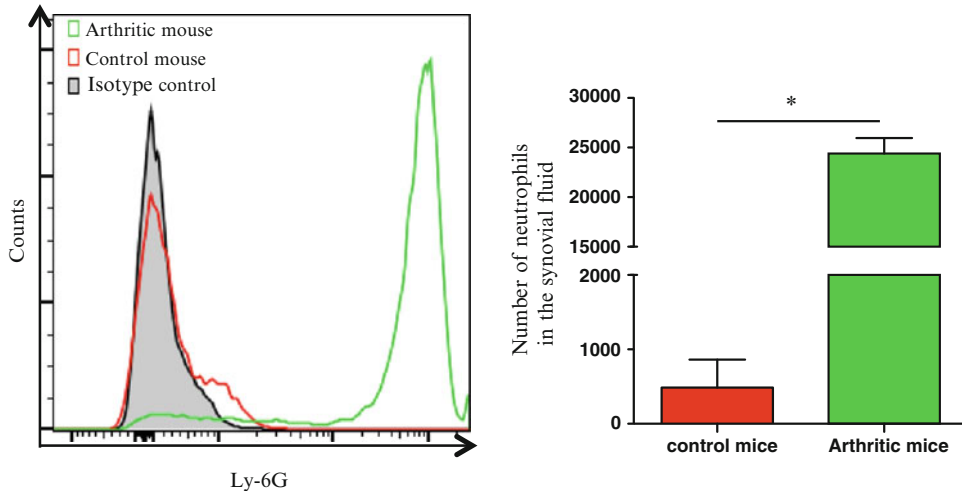 Arthritic mouse
Control mouse
Isotype control
Counts
Ly-6G
Number of neutrophils
in the synovial fluid
30000
25000
20000
15000
2000
1000
0
*
control mice
Arthritic mice